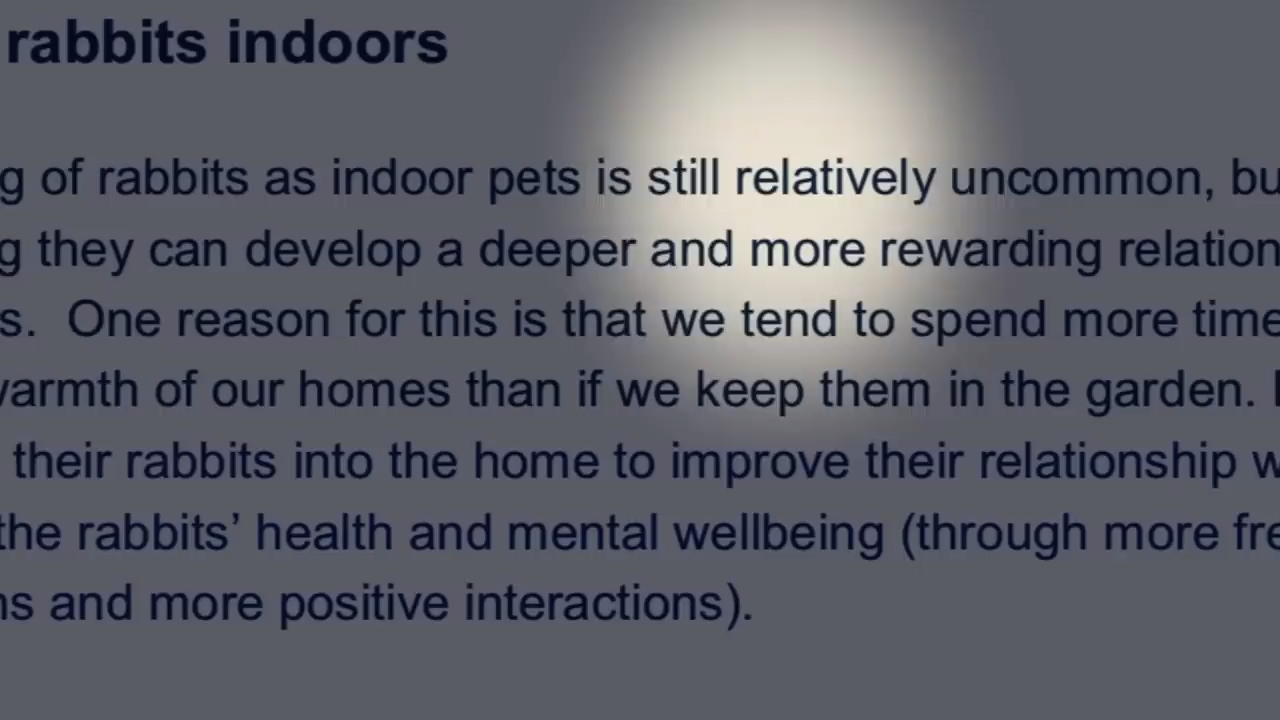 rabbits indoors
g of rabbits as indoor pets is still relatively uncommon, bu
g they can develop a deeper and more rewarding relation
s. One reason for this is that we tend to spend more time
warmth of our homes than if we keep them in the garden.
their rabbits into the home to improve their relationship w
the rabbits’ health and mental wellbeing (through more fre
ns and more positive interactions).